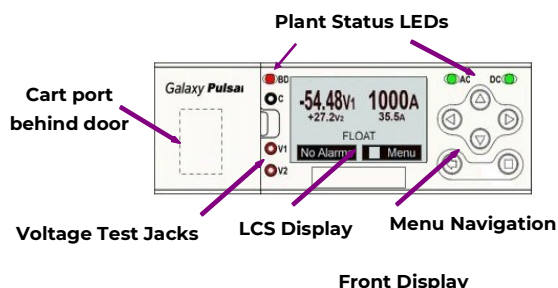 Plant Status LEDs
BD
AC
DC
Galaxy Pulsar
C
-54.48V1
1000A
+27.2V2
35.5A
FLOAT
No Alarms
Menu
V1
V2
Cart port
behind door
Voltage Test Jacks
LCS Display
Menu Navigation
Front Display